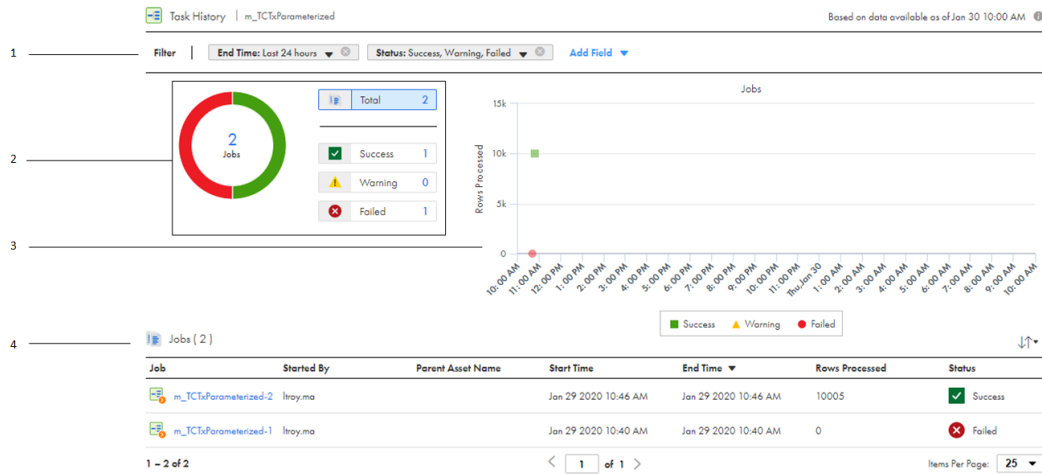 Task History | m_TCTxParameterized
Based on data available as of Jan 30 10:00 AM
1
Filter | End Time: Last 24 hours Status: Success, Warning, Failed Add Field
2
2
Jobs
Total 2
Success 1
Warning 0
Failed 1
3
Jobs
Rows Processed
15k
10k
5k
0
10:00 AM 11:00 AM 12:00 PM 1:00 PM 2:00 PM 3:00 PM 4:00 PM 5:00 PM 6:00 PM 7:00 PM 8:00 PM 9:00 PM 10:00 PM 11:00 PM Thu, Jan 30 1:00 AM 2:00 AM 3:00 AM 4:00 AM 5:00 AM 6:00 AM 7:00 AM 8:00 AM 9:00 AM 10:00 AM
Success Warning Failed
4
Jobs ( 2 )
Job Started By Parent Asset Name Start Time End Time Rows Processed Status
m_TCTxParameterized-2 ltroy.ma Jan 29 2020 10:46 AM Jan 29 2020 10:46 AM 10005 Success
m_TCTxParameterized-1 ltroy.ma Jan 29 2020 10:40 AM Jan 29 2020 10:40 AM 0 Failed
1 – 2 of 2
1 of 1
Items Per Page: 25